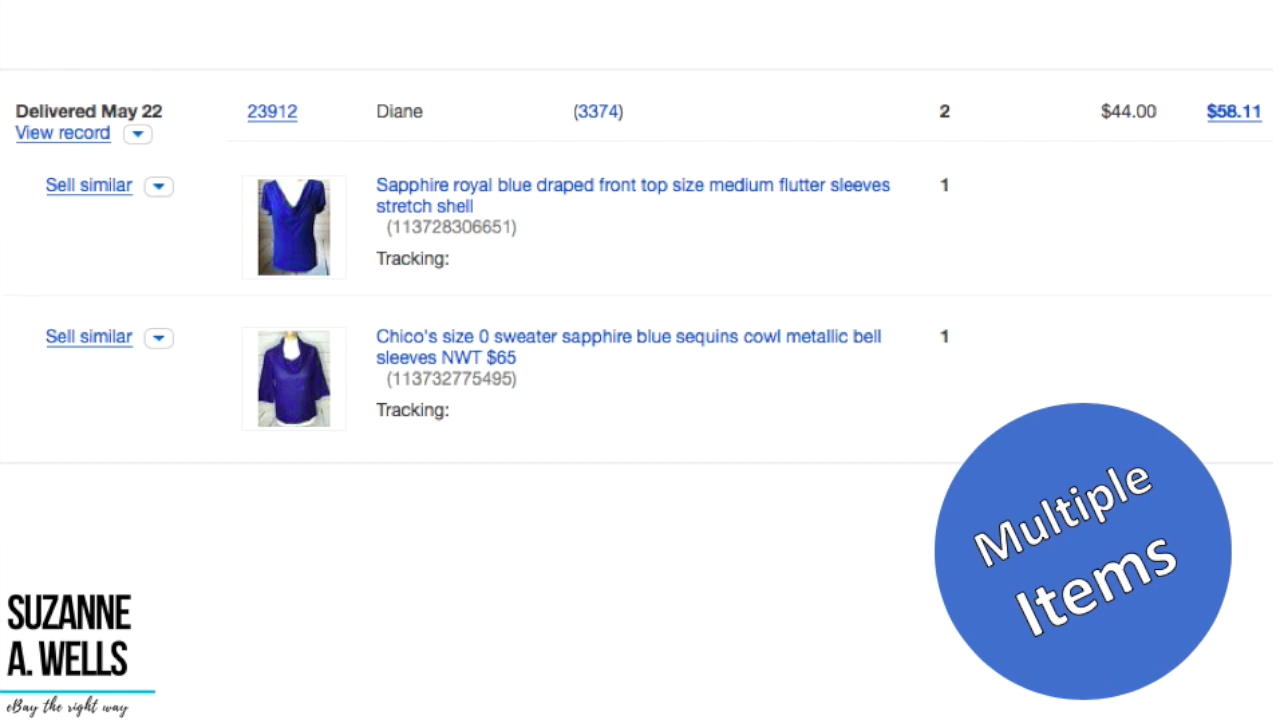 Delivered May 22 23912 Diane (3374) 2 $44.00 $58.11
View record
Sell similar Sapphire royal blue draped front top size medium flutter sleeves 1
stretch shell
(113728306651)
Tracking:
Sell similar Chico's size 0 sweater sapphire blue sequins cowl metallic bell 1
sleeves NWT $65
(113732775495)
Tracking:
Multiple
Items
SUZANNE
A. WELLS
eBay the right way